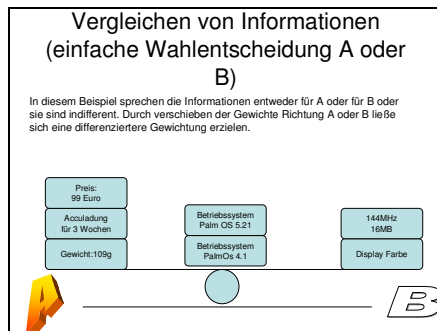 Vergleichen von Informationen
(einfache Wahlentscheidung A oder
B)
In diesem Beispiel sprechen die Informationen entweder für A oder für B oder
sie sind indifferent. Durch verschieben der Gewichte Richtung A oder B ließe
sich eine differenziertere Gewichtung erzielen.
Preis:
99 Euro
Acculadung
für 3 Wochen
Gewicht:109g
Betriebssystem
Palm OS 5.21
Betriebssystem
PalmOs 4.1
144MHz
16MB
Display Farbe
A
B